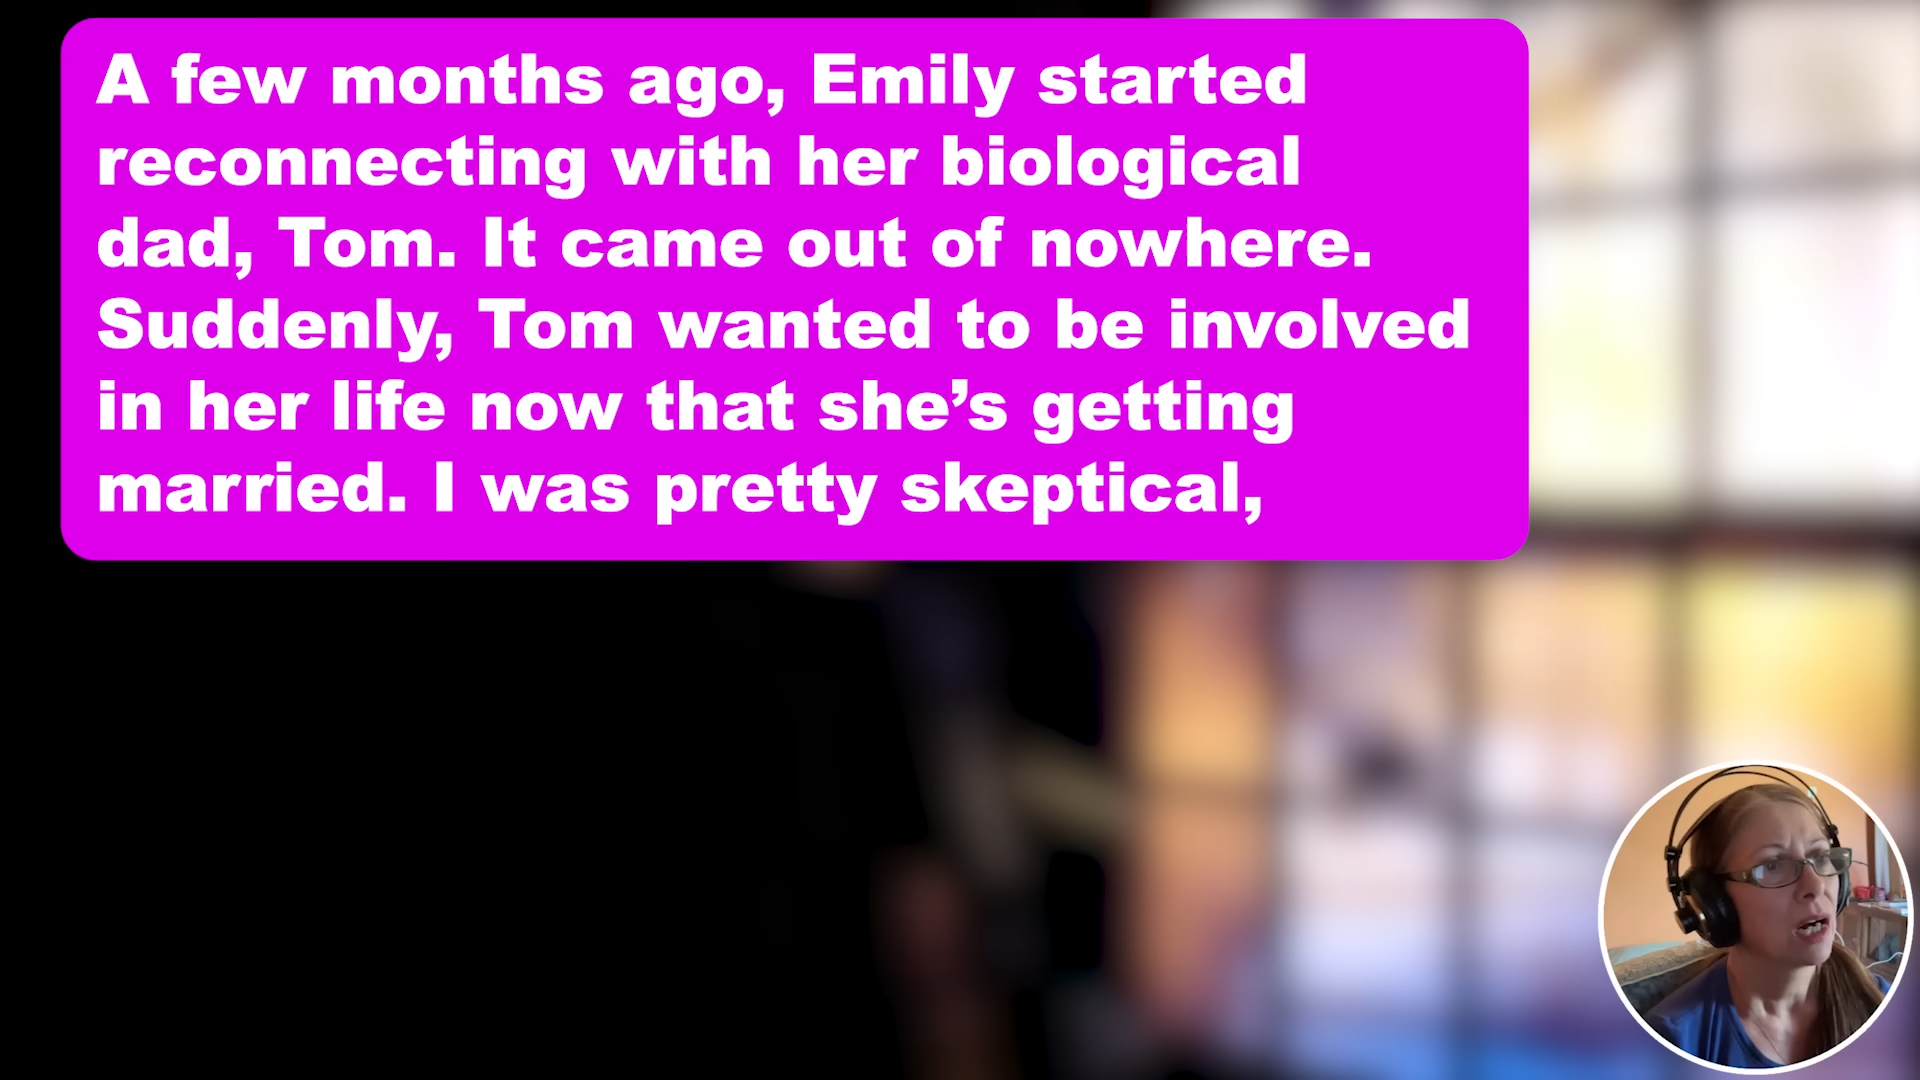 A few months ago, Emily started
reconnecting with her biological
dad, Tom. It came out of nowhere.
Suddenly, Tom wanted to be involved
in her life now that she’s getting
married. I was pretty skeptical,